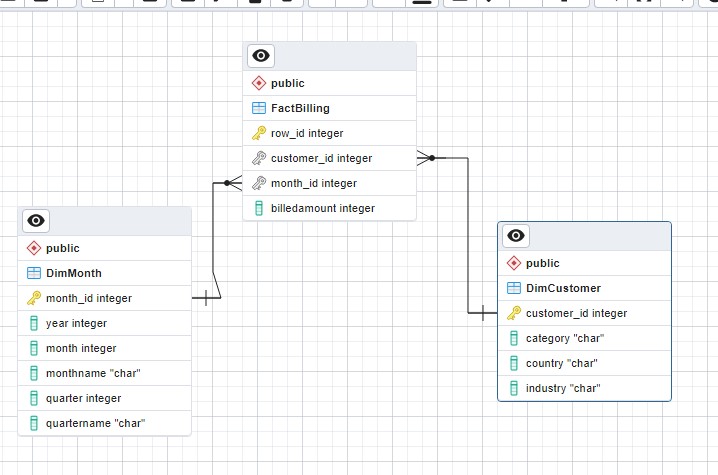 public
FactBilling
row_id integer
customer_id integer
month_id integer
billedamount integer
public
DimMonth
month_id integer
year integer
month integer
monthname "char"
quarter integer
quartername "char"
public
DimCustomer
customer_id integer
category "char"
country "char"
industry "char"